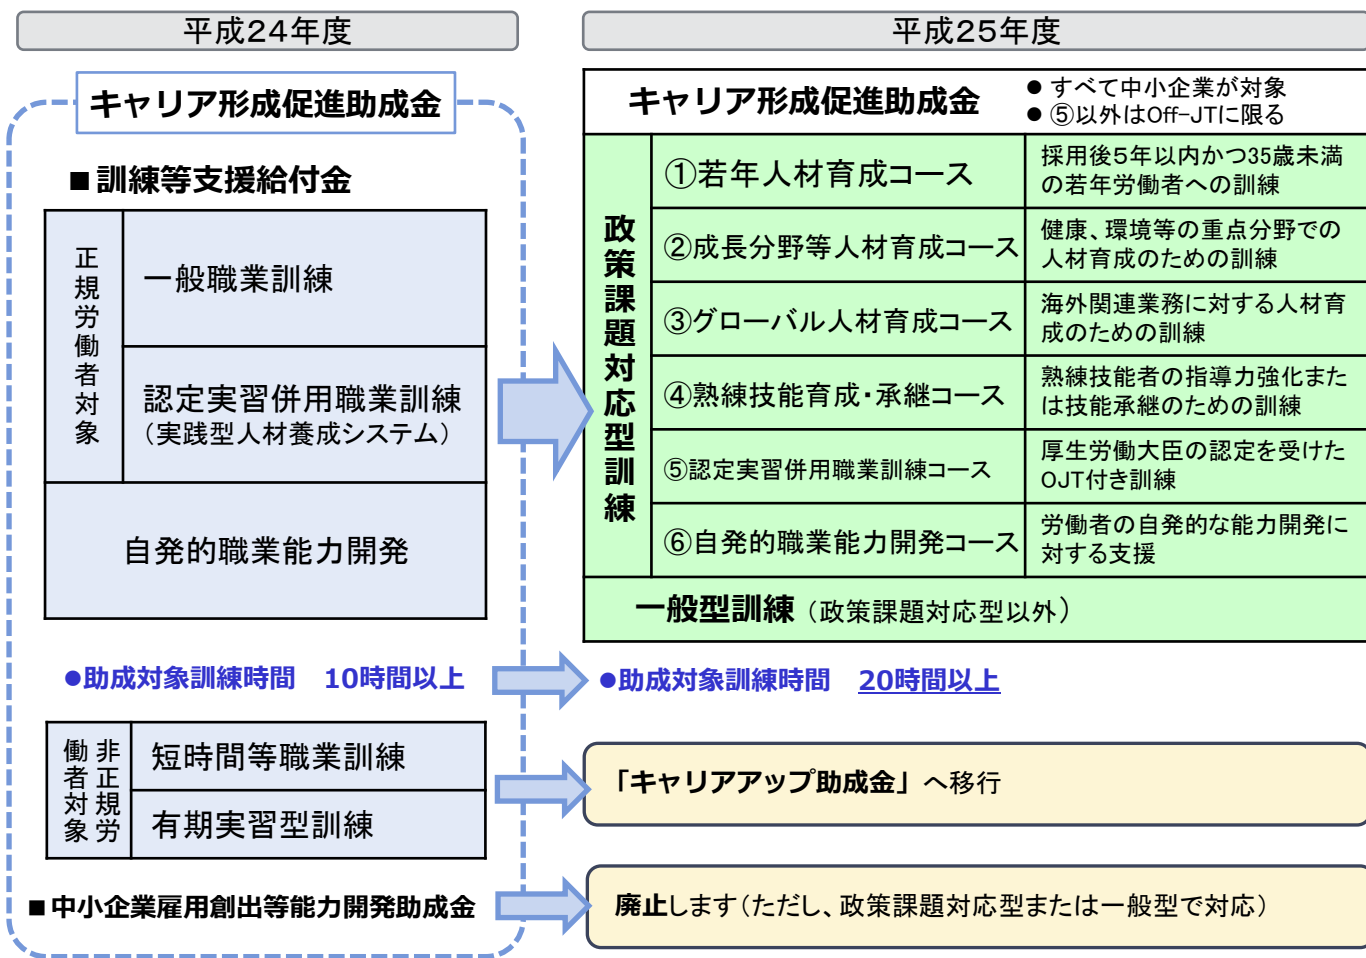 平成24年度
キャリア形成促進助成金
■訓練等支援給付金
正規労働者対象
一般職業訓練
認定実習併用職業訓練
（実践型人材養成システム）
自発的職業能力開発
●助成対象訓練時間　10時間以上
非正規労働者対象
短時間等職業訓練
有期実習型訓練
■中小企業雇用創出等能力開発助成金
平成25年度
キャリア形成促進助成金
● すべて中小企業が対象
● ⑤以外はOff-JTに限る
政策課題対応型訓練
①若年人材育成コース
採用後5年以内かつ35歳未満
の若年労働者への訓練
②成長分野等人材育成コース
健康、環境等の重点分野での
人材育成のための訓練
③グローバル人材育成コース
海外関連業務に対する人材育
成のための訓練
④熟練技能育成・承継コース
熟練技能者の指導力強化また
は技能承継のための訓練
⑤認定実習併用職業訓練コース
厚生労働大臣の認定を受けた
OJT付き訓練
⑥自発的職業能力開発コース
労働者の自発的な能力開発に
対する支援
一般型訓練（政策課題対応型以外）
●助成対象訓練時間　20時間以上
「キャリアアップ助成金」へ移行
廃止します（ただし、政策課題対応型または一般型で対応）